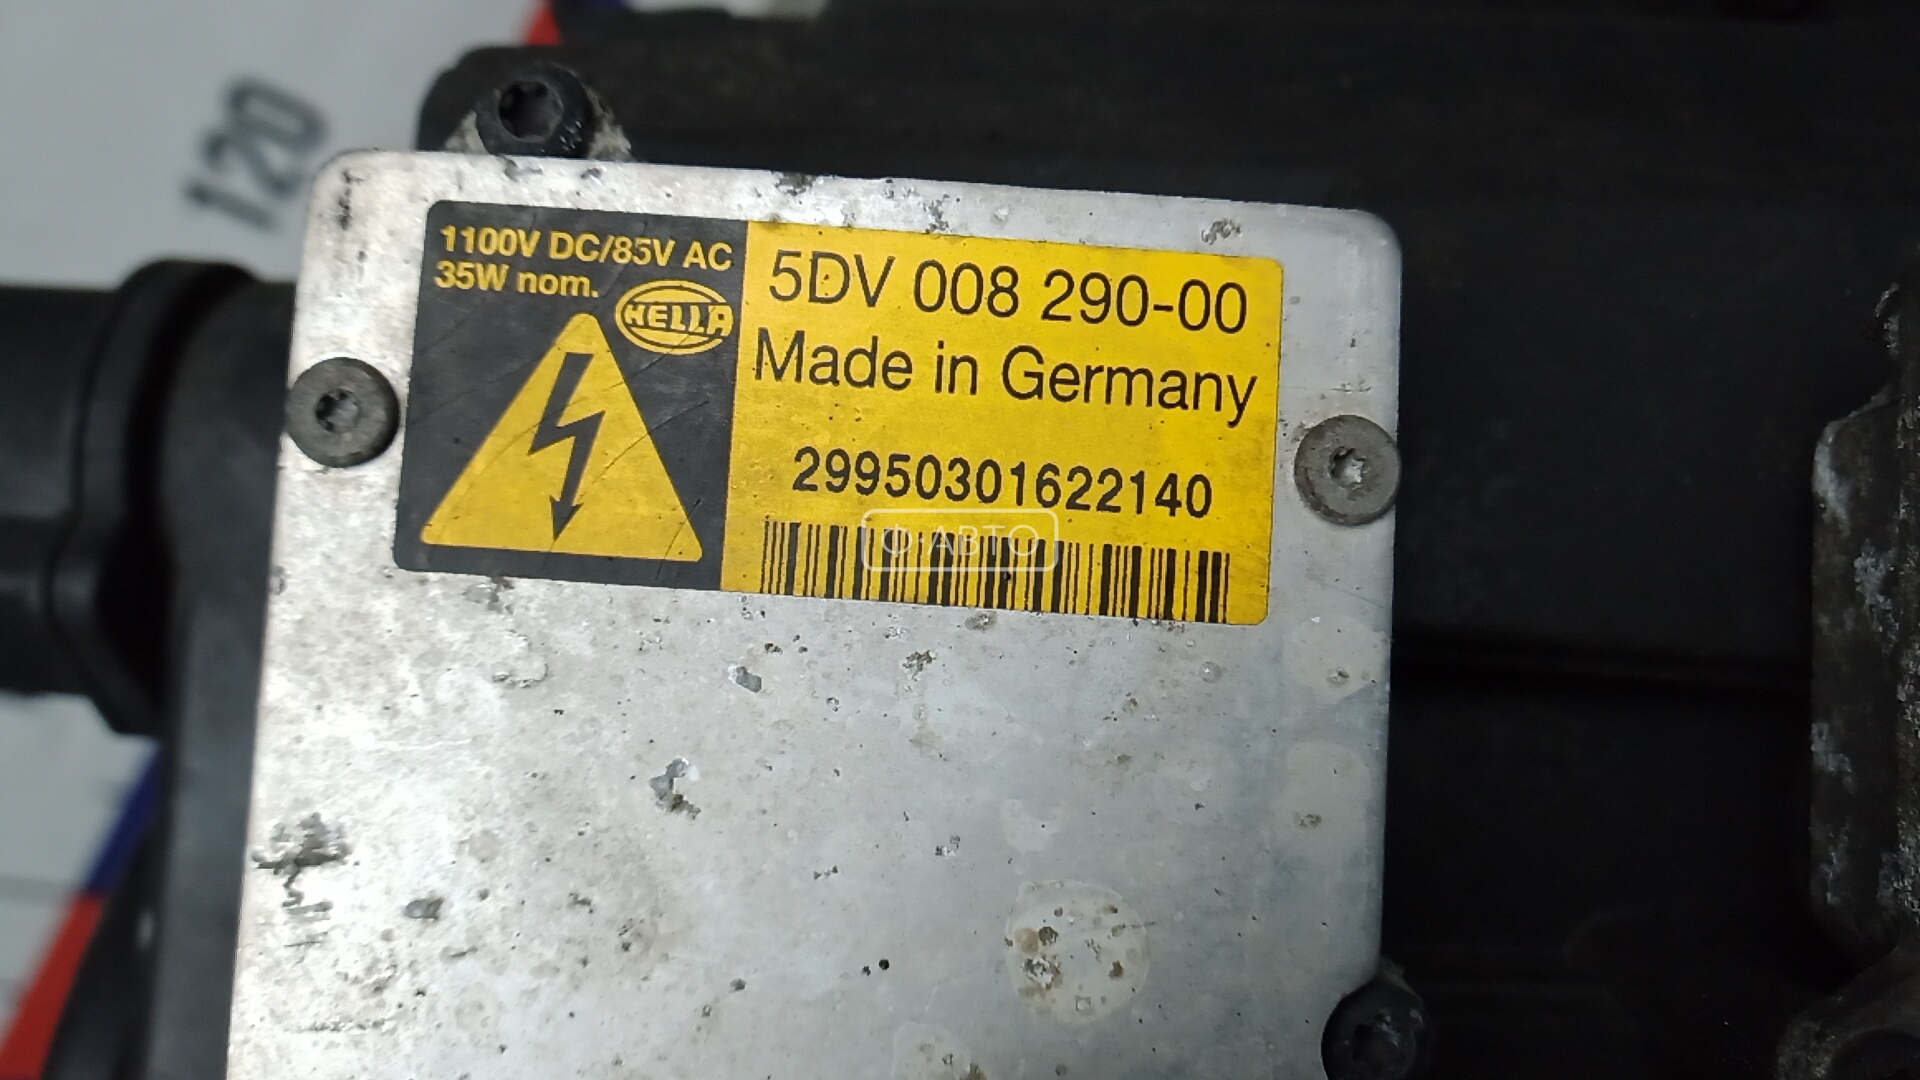 120
1100V DC/85V AC
35W nom.
HELLA
5DV 008 290-00
Made in Germany
29950301622140
Ф·АВТО